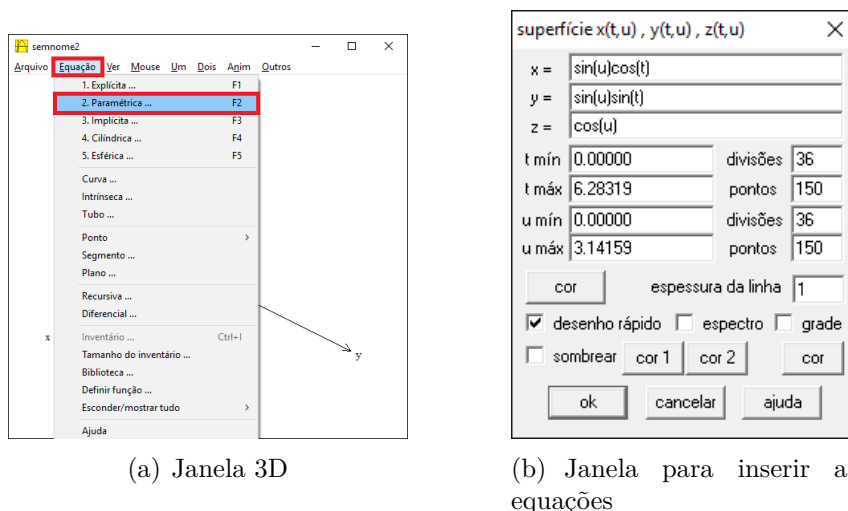 semnome2
Arquivo Equação Ver Mouse Um Dois Anim Outros
1. Explícita ... F1
2. Paramétrica ... F2
3. Implícita ... F3
4. Cilíndrica ... F4
5. Esférica ... F5
Curva ...
Intrínseca ...
Tubo ...
Ponto >
Segmento ...
Plano ...
Recursiva ...
Diferencial ...
Inventário ... Ctrl+I
Tamanho do inventário ...
Biblioteca ...
Definir função ...
Esconder/mostrar tudo >
Ajuda
x
y
(a) Janela 3D
superfície x(t,u) , y(t,u) , z(t,u)
x = sin(u)cos(t)
y = sin(u)sin(t)
z = cos(u)
t mín 0.00000 divisões 36
t máx 6.28319 pontos 150
u mín 0.00000 divisões 36
u máx 3.14159 pontos 150
cor espessura da linha 1
desenho rápido espectro grade
sombrear cor 1 cor 2 cor
ok cancelar ajuda
(b) Janela para inserir a
equações